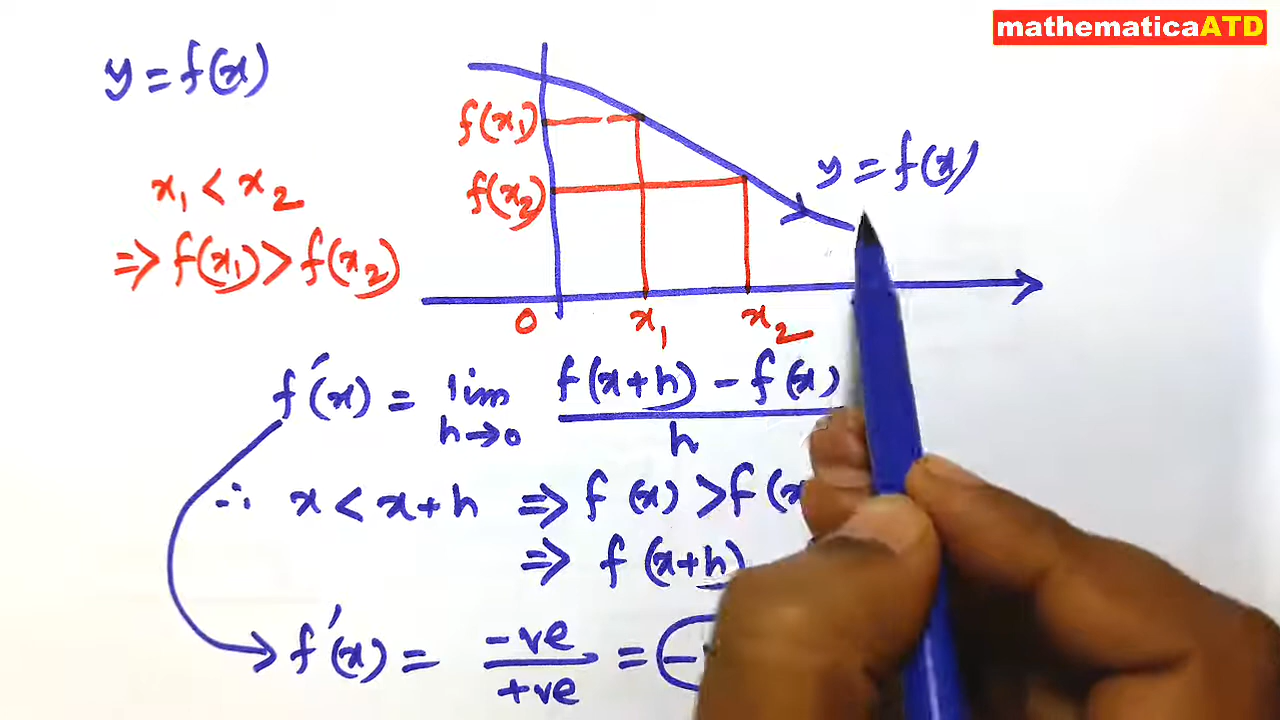 mathematicaATD
y = f(x)
f(x₁)
f(x₂)
y = f(x)
x₁ < x₂
⇒ f(x₁) > f(x₂)
0 x₁ x₂
f'(x) = lim h→0 f(x+h) - f(x) / h
∴ x < x+h ⇒ f(x) > f(x
⇒ f(x+h)
f'(x) = -ve / +ve = -